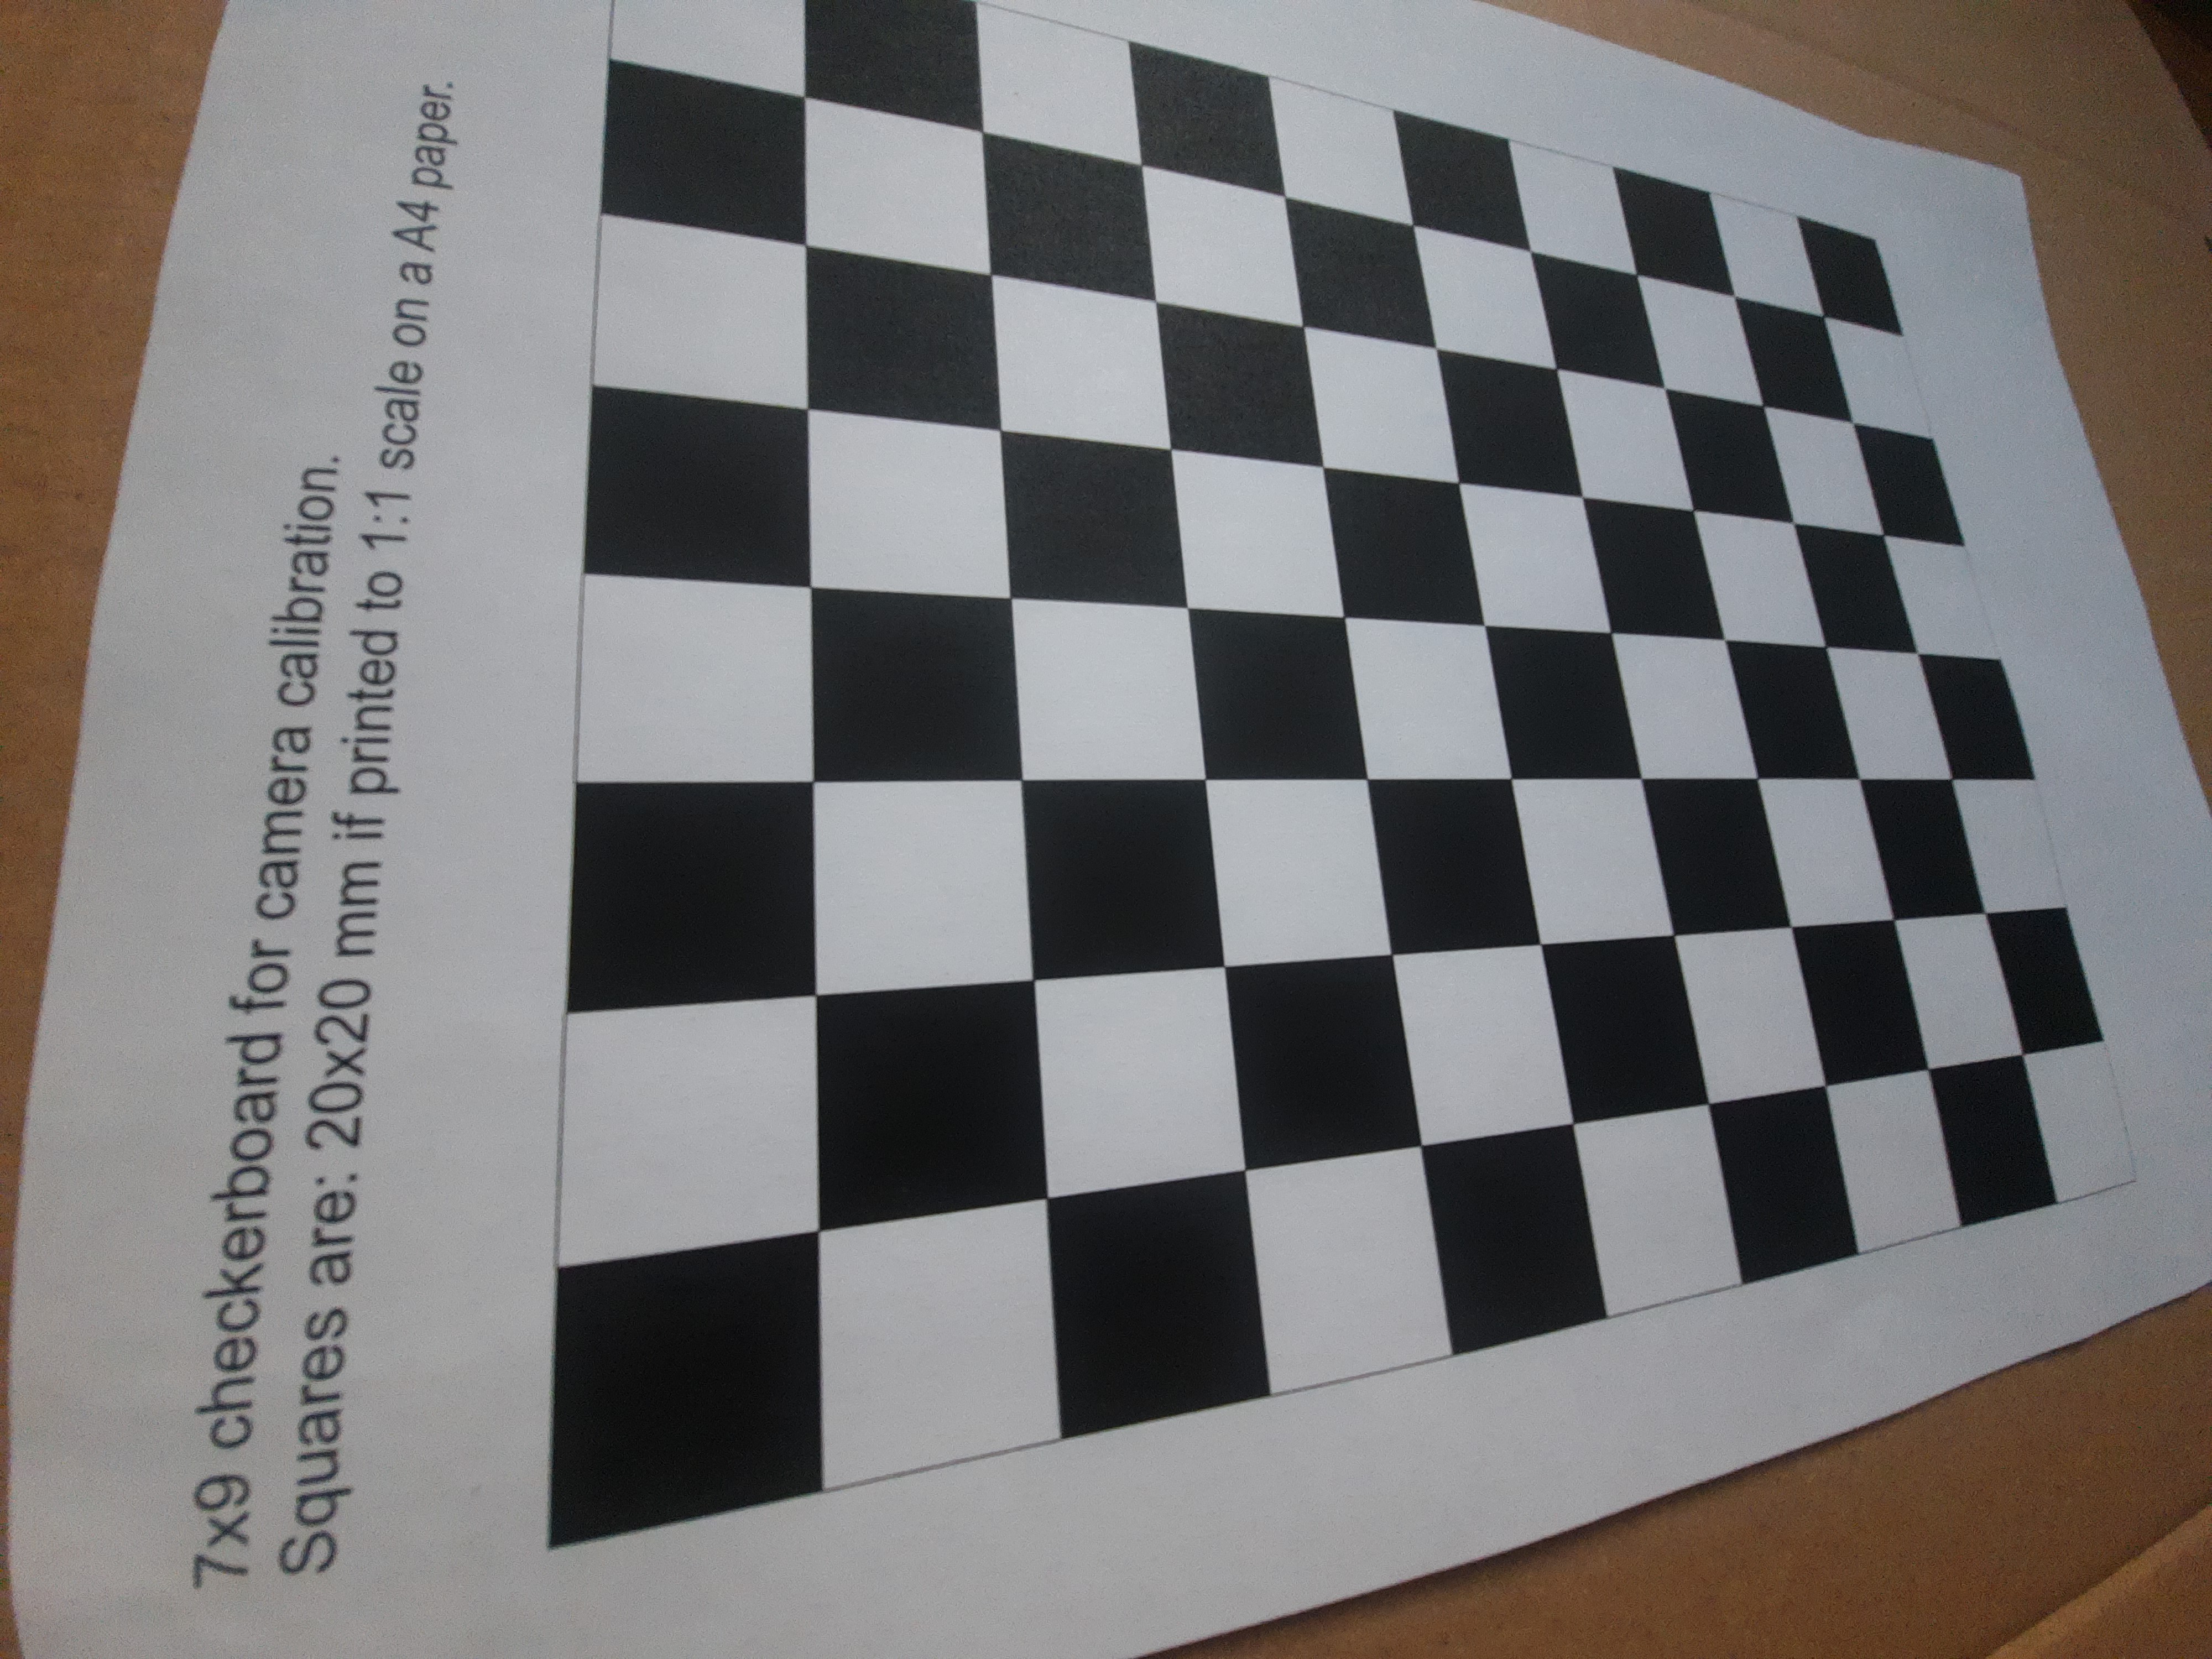 7x9 checkerboard for camera calibration.
Squares are: 20x20 mm if printed to 1:1 scale on a A4 paper.